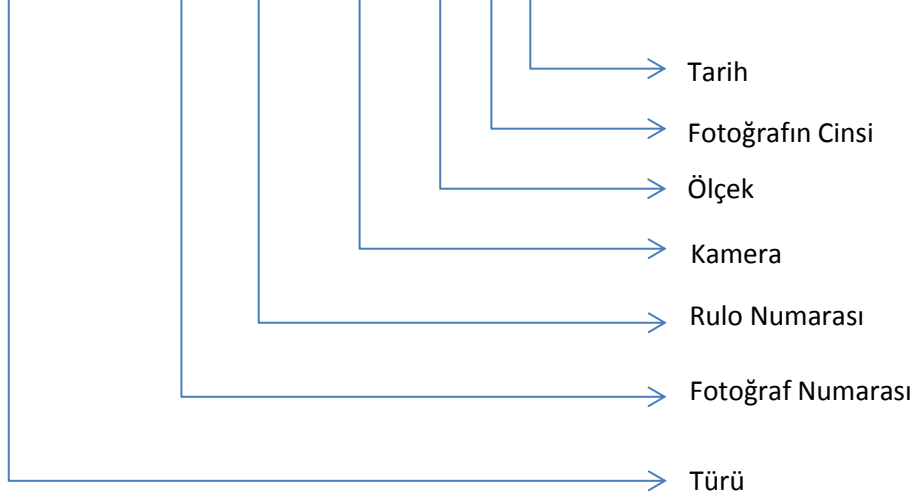 Tarih
Fotoğrafın Cinsi
Ölçek
Kamera
Rulo Numarası
Fotoğraf Numarası
Türü